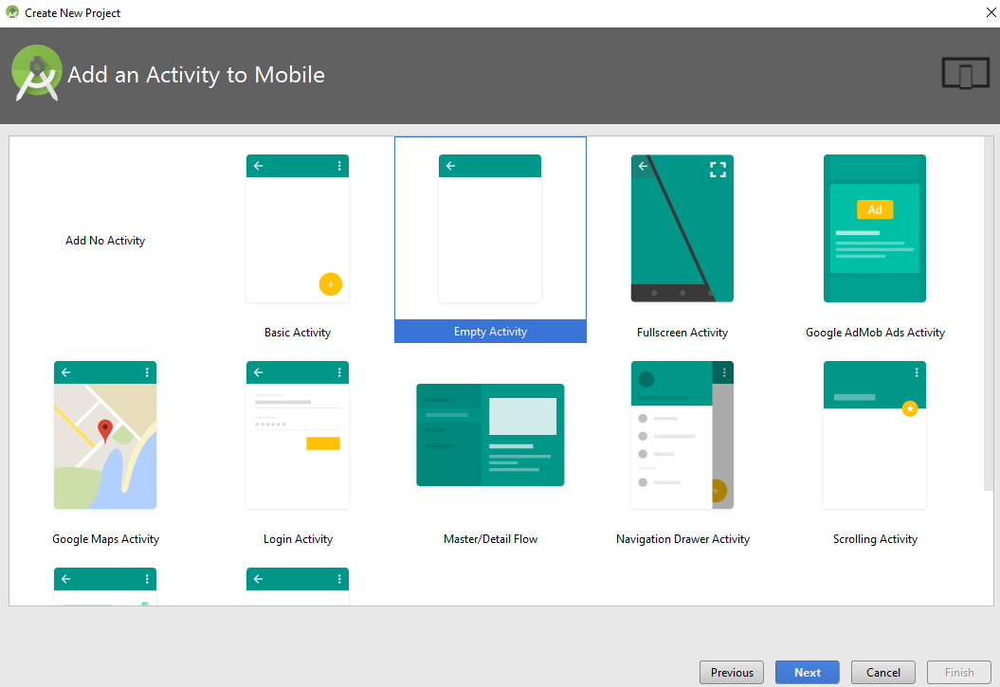 Create New Project
Add an Activity to Mobile
Add No Activity
Basic Activity
Empty Activity
Fullscreen Activity
Ad
Google AdMob Ads Activity
Google Maps Activity
Login Activity
Master/Detail Flow
Navigation Drawer Activity
Scrolling Activity
Previous
Next
Cancel
Finish